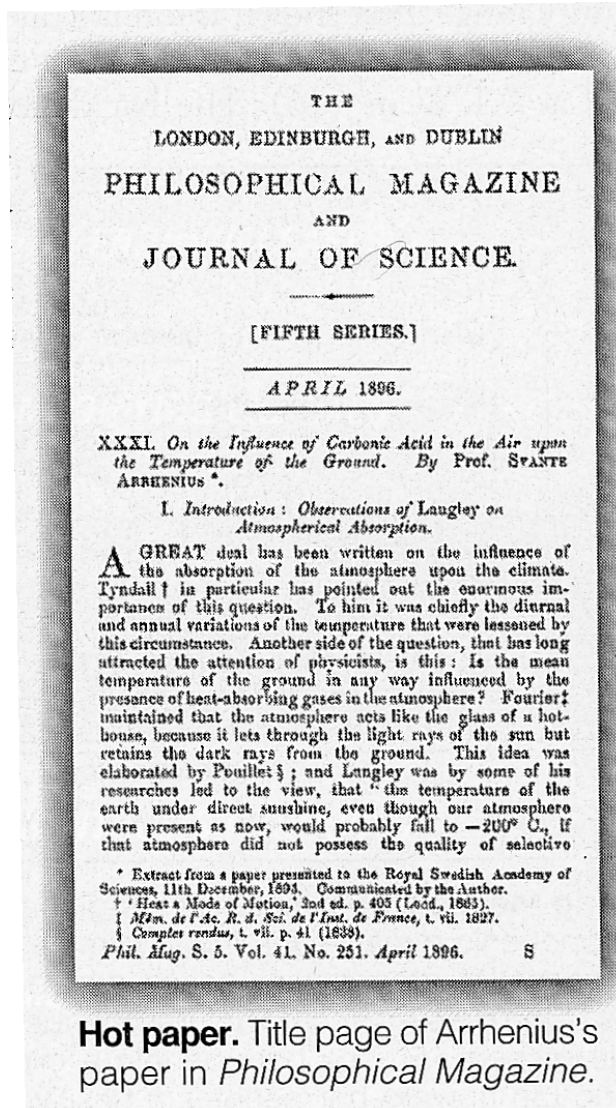 THE
LONDON, EDINBURGH, AND DUBLIN
PHILOSOPHICAL MAGAZINE
AND
JOURNAL OF SCIENCE.
[FIFTH SERIES.]
APRIL 1896.
XXXI. On the Influence of Carbonic Acid in the Air upon
the Temperature of the Ground. By Prof. SVANTE
ARRHENIUS *.
I. Introduction : Observations of Langley on
Atmospherical Absorption.
A GREAT deal has been written on the influence of
the absorption of the atmosphere upon the climate.
Tyndall † in particular has pointed out the enormous im-
portance of this question. To him it was chiefly the diurnal
and annual variations of the temperature that were lessened by
this circumstance. Another side of the question, that has long
attracted the attention of physicists, is this : Is the mean
temperature of the ground in any way influenced by the
presence of heat-absorbing gases in the atmosphere? Fourier‡
maintained that the atmosphere acts like the glass of a hot-
house, because it lets through the light rays of the sun but
retains the dark rays from the ground. This idea was
elaborated by Pouillet § ; and Langley was by some of his
researches led to the view, that "the temperature of the
earth under direct sunshine, even though our atmosphere
were present as now, would probably fall to −200° C., if
that atmosphere did not possess the quality of selective
* Extract from a paper presented to the Royal Swedish Academy of
Sciences, 11th December, 1895. Communicated by the Author.
† 'Heat a Mode of Motion,' 2nd ed. p. 405 (Lond., 1865).
‡ Mém. de l'Ac. R. d. Sci. de l'Inst. de France, t. vii. 1827.
§ Comptes rendus, t. vii. p. 41 (1838).
Phil. Mag. S. 5. Vol. 41. No. 251. April 1896. S
Hot paper. Title page of Arrhenius's
paper in Philosophical Magazine.